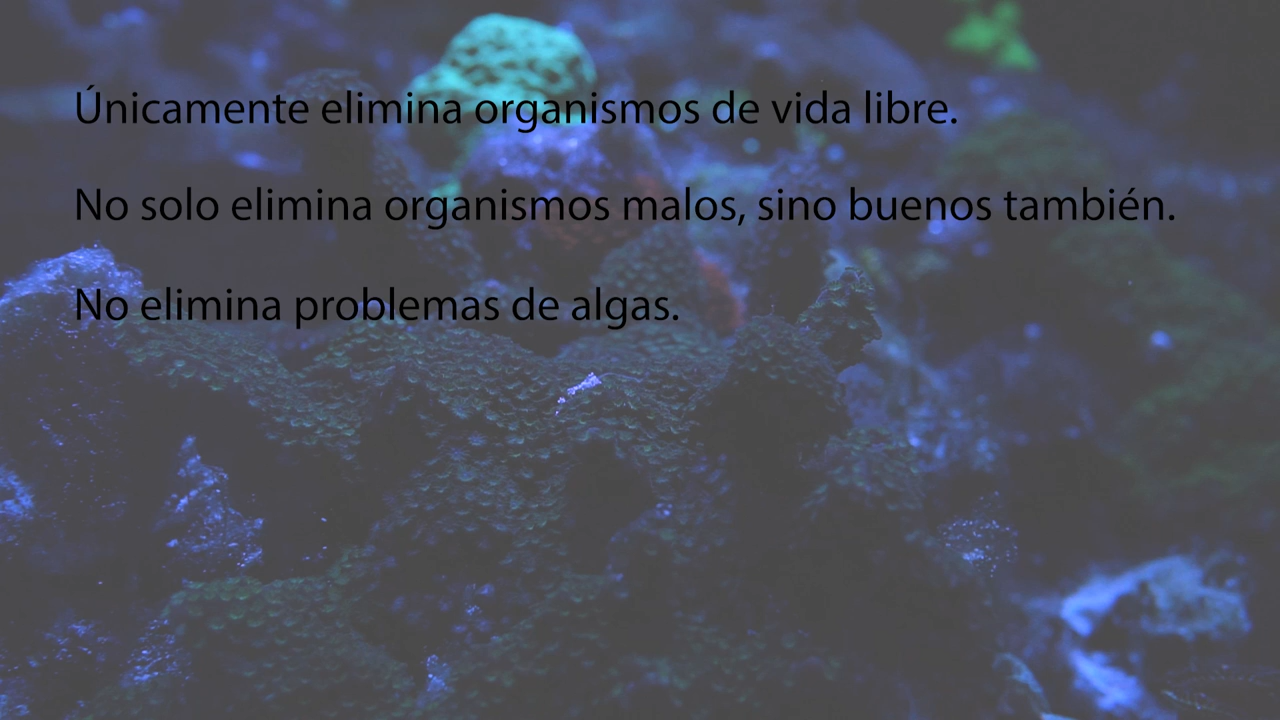 Únicamente elimina organismos de vida libre.
No solo elimina organismos malos, sino buenos también.
No elimina problemas de algas.